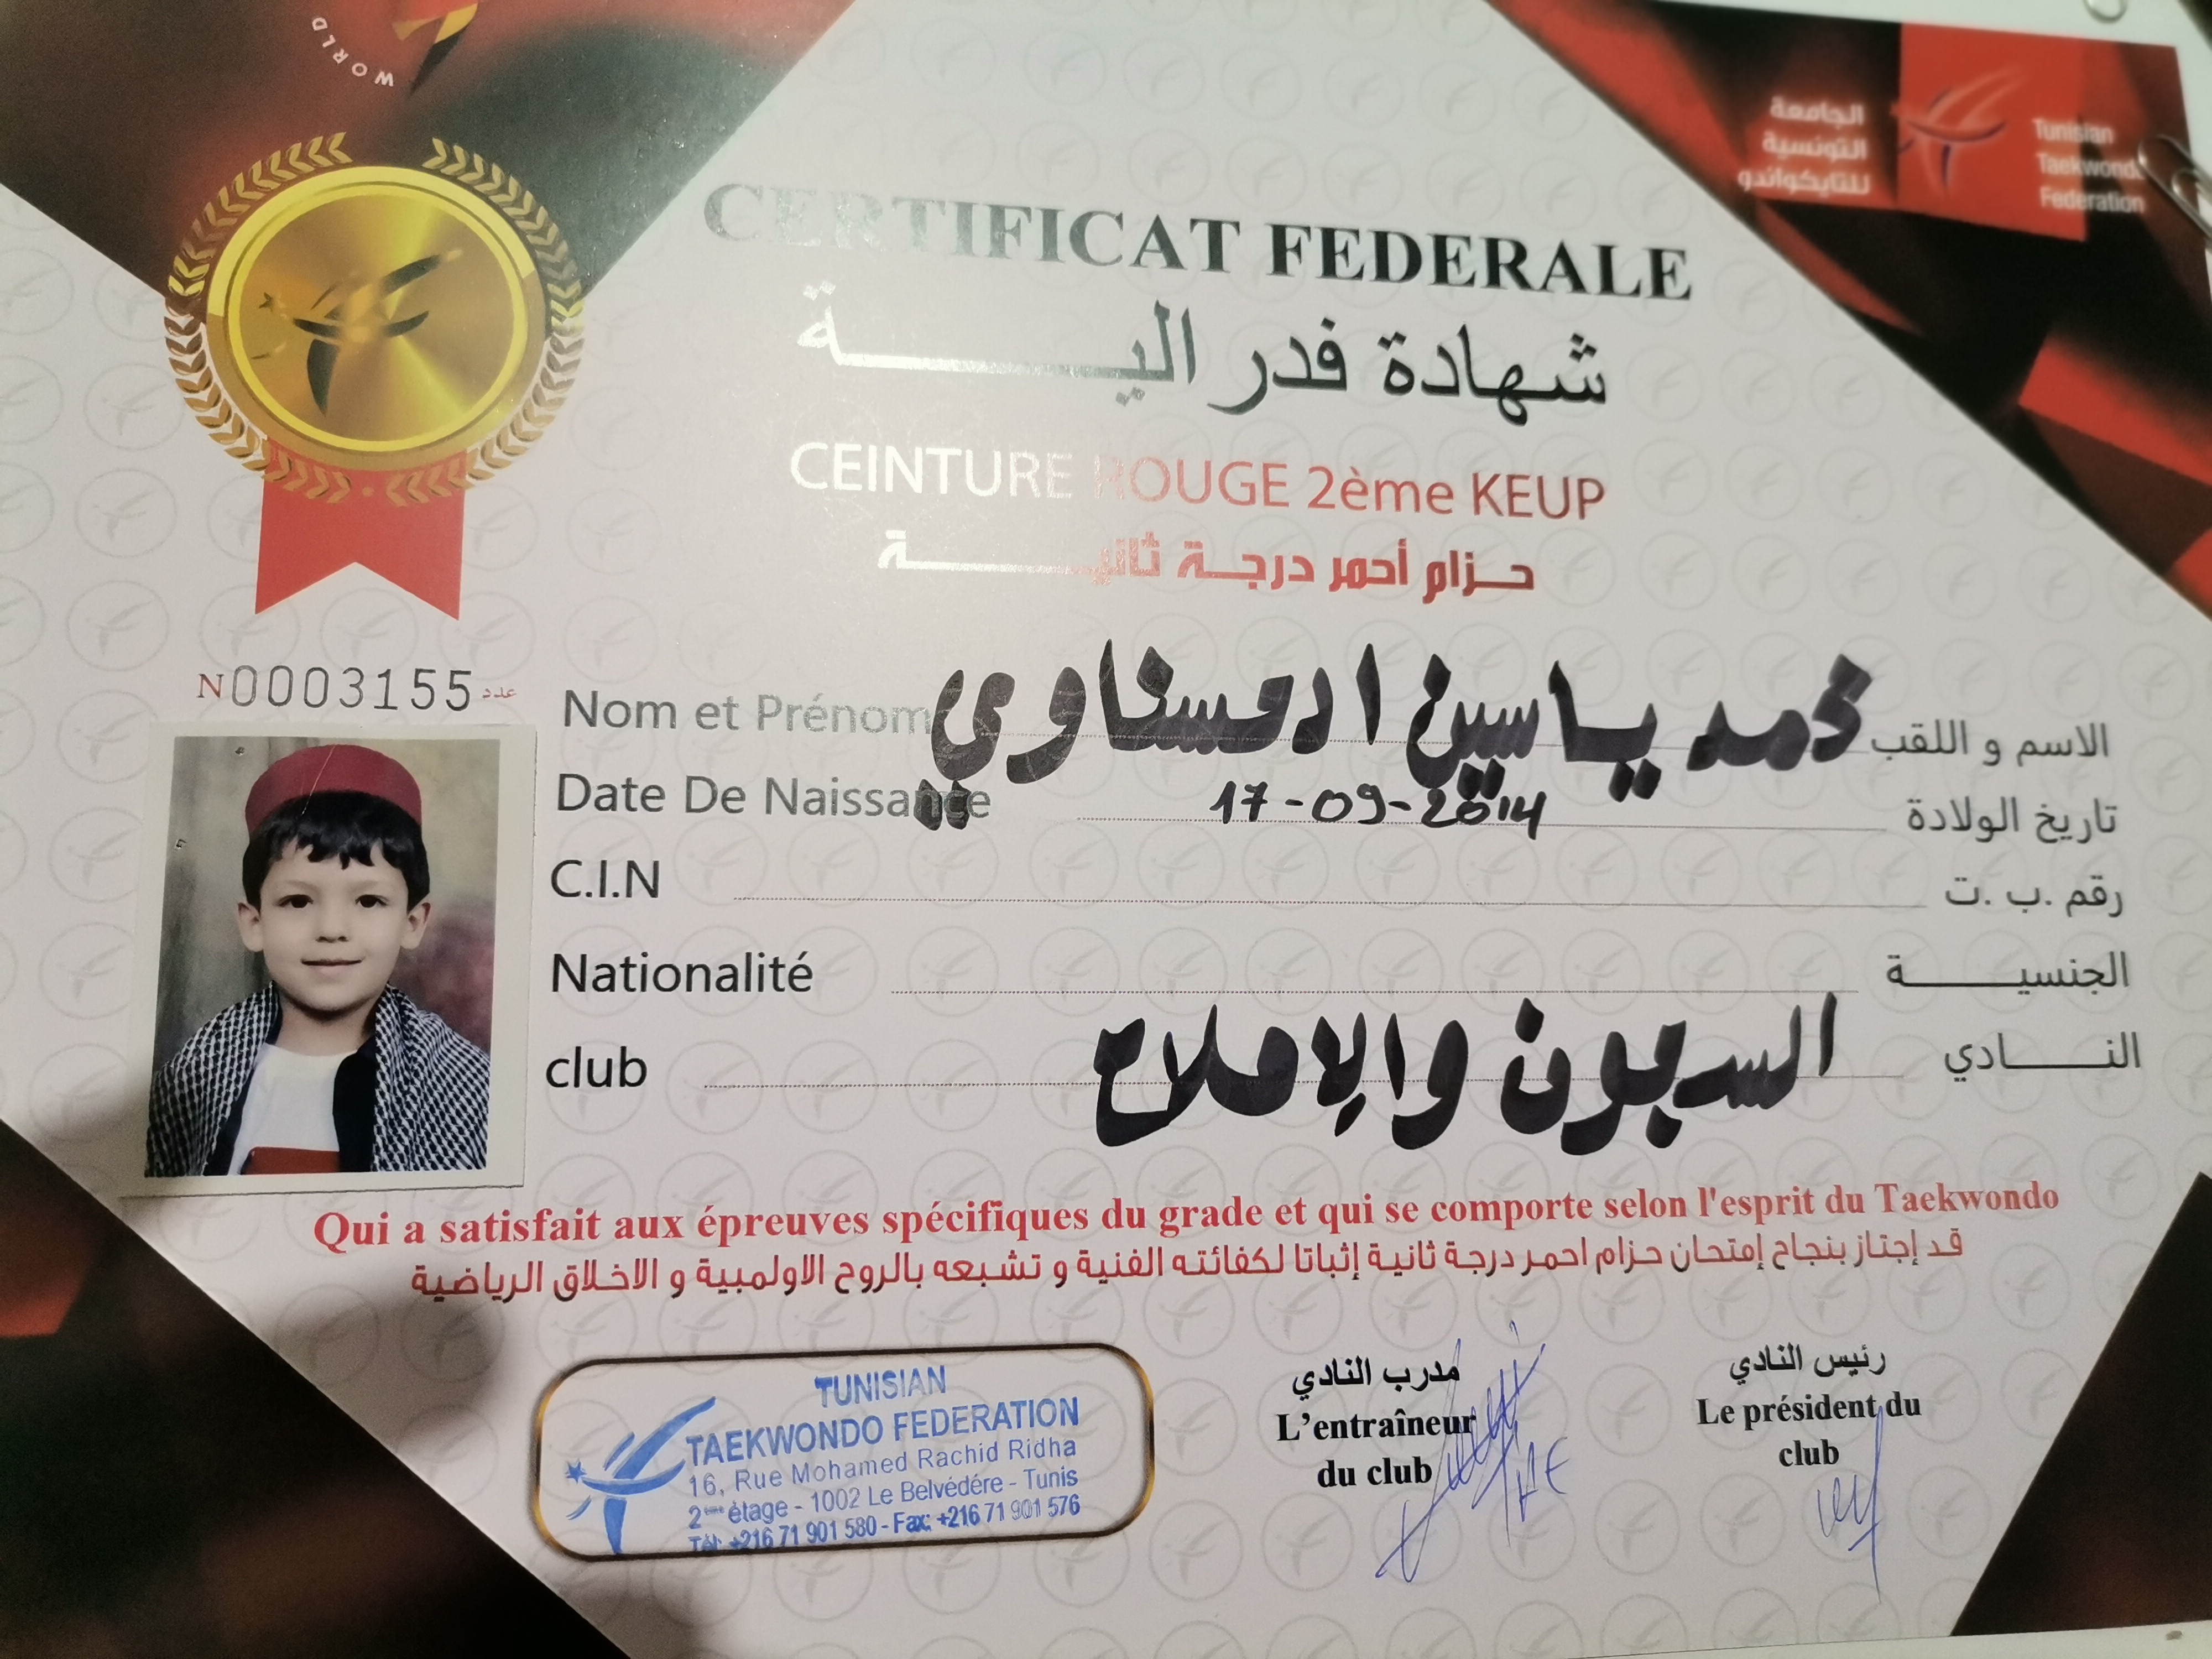 WORLD
الجامعة
التونسية
للتايكواندو
Tunisian
Taekwondo
Federation
CERTIFICAT FEDERALE
شهادة فدرالية
CEINTURE ROUGE 2ème KEUP
حزام أحمر درجة ثانية
N0003155 عدد
Nom et Prénom محمد ياسين الامسناوي الاسم و اللقب
Date De Naissance 17-09-2014 تاريخ الولادة
C.I.N رقم .ب .ت
Nationalité الجنسية
club والاملاح النادي
Qui a satisfait aux épreuves spécifiques du grade et qui se comporte selon l'esprit du Taekwondo
قد إجتاز بنجاح إمتحان حزام احمر درجة ثانية إثباتا لكفائته الفنية و تشبعه بالروح الاولمبية و الاخلاق الرياضية
TUNISIAN
TAEKWONDO FEDERATION
16, Rue Mohamed Rachid Ridha
2ème étage - 1002 Le Belvédére - Tunis
Tél: +216 71 901 580 - Fax: +216 71 901 576
مدرب النادي
L'entraîneur
du club
رئيس النادي
Le président du
club